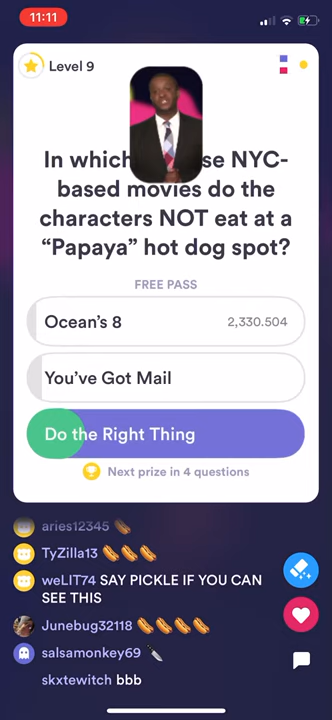 11:11
Level 9
In which se NYC-
based movies do the
characters NOT eat at a
“Papaya” hot dog spot?
FREE PASS
Ocean’s 8 2,330.504
You’ve Got Mail
Do the Right Thing
Next prize in 4 questions
aries12345
TyZilla13
weLIT74 SAY PICKLE IF YOU CAN
SEE THIS
Junebug32118
salsamonkey69
skxtewitch bbb